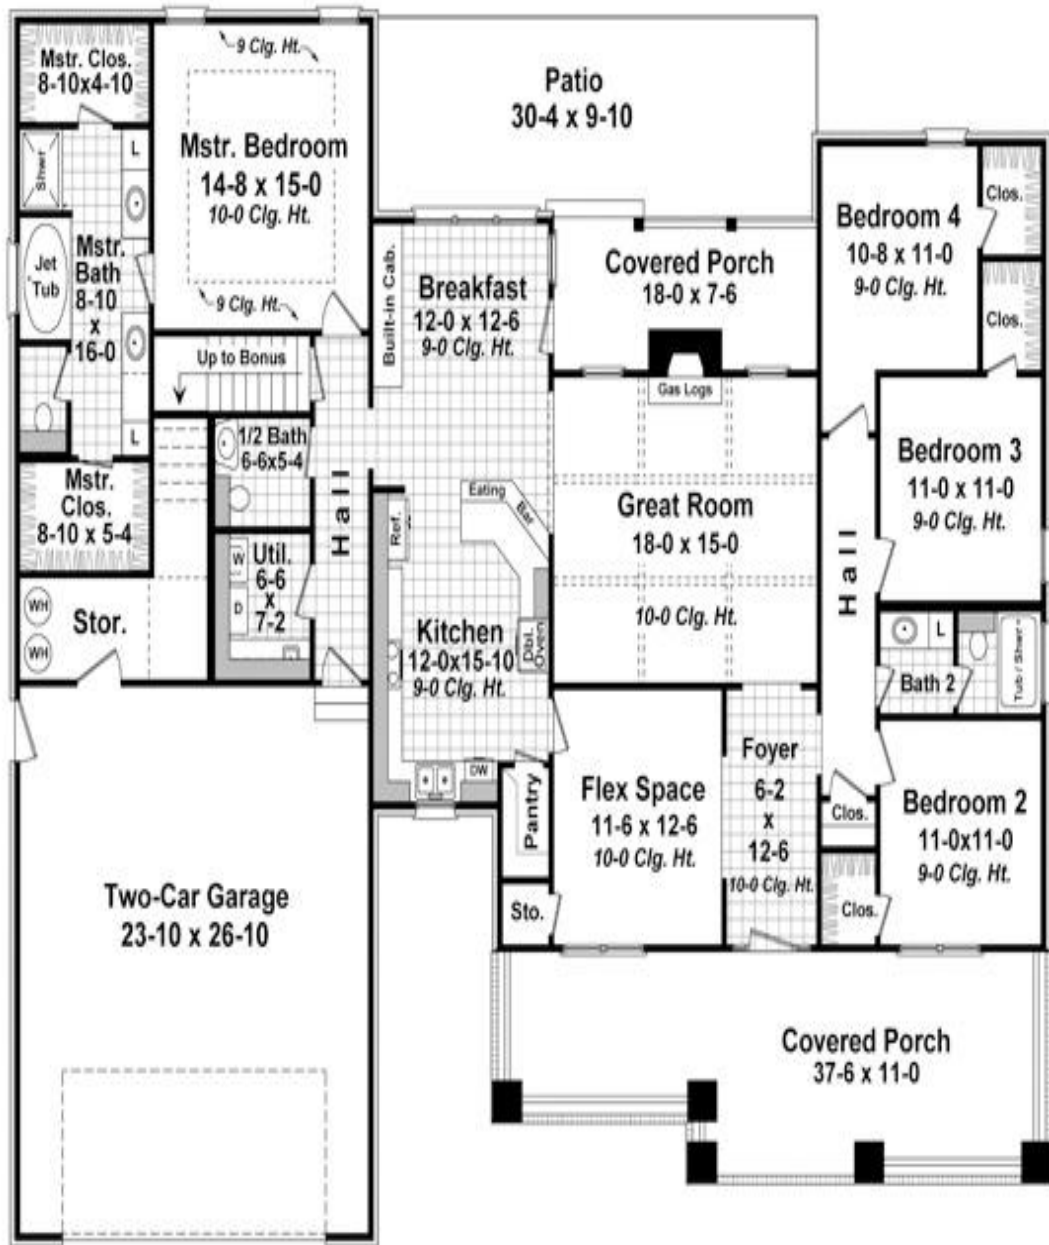 Mstr. Clos.
8-10x4-10
9 Clg. Ht.
Mstr. Bedroom
14-8 x 15-0
10-0 Clg. Ht.
9 Clg. Ht.
Patio
30-4 x 9-10
Shwr
L
Jet
Tub
Mstr.
Bath
8-10
x
16-0
L
Up to Bonus
Built-in Cab.
Breakfast
12-0 x 12-6
9-0 Clg. Ht.
Covered Porch
18-0 x 7-6
Gas Logs
Bedroom 4
10-8 x 11-0
9-0 Clg. Ht.
Clos.
Clos.
1/2 Bath
6-6x5-4
Hall
Mstr.
Clos.
8-10 x 5-4
Ref.
Eating
Bar
Great Room
18-0 x 15-0
10-0 Clg. Ht.
Bedroom 3
11-0 x 11-0
9-0 Clg. Ht.
Hall
W
D
Util.
6-6
x
7-2
WH
WH
Stor.
Kitchen
12-0x15-10
9-0 Clg. Ht.
Dbl.
Oven
DW
L
Bath 2
Tub / Shwr
Pantry
Sto.
Flex Space
11-6 x 12-6
10-0 Clg. Ht.
Foyer
6-2
x
12-6
10-0 Clg. Ht.
Clos.
Clos.
Bedroom 2
11-0x11-0
9-0 Clg. Ht.
Two-Car Garage
23-10 x 26-10
Covered Porch
37-6 x 11-0